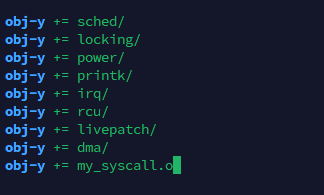 obj-y += sched/
obj-y += locking/
obj-y += power/
obj-y += printk/
obj-y += irq/
obj-y += rcu/
obj-y += livepatch/
obj-y += dma/
obj-y += my_syscall.o